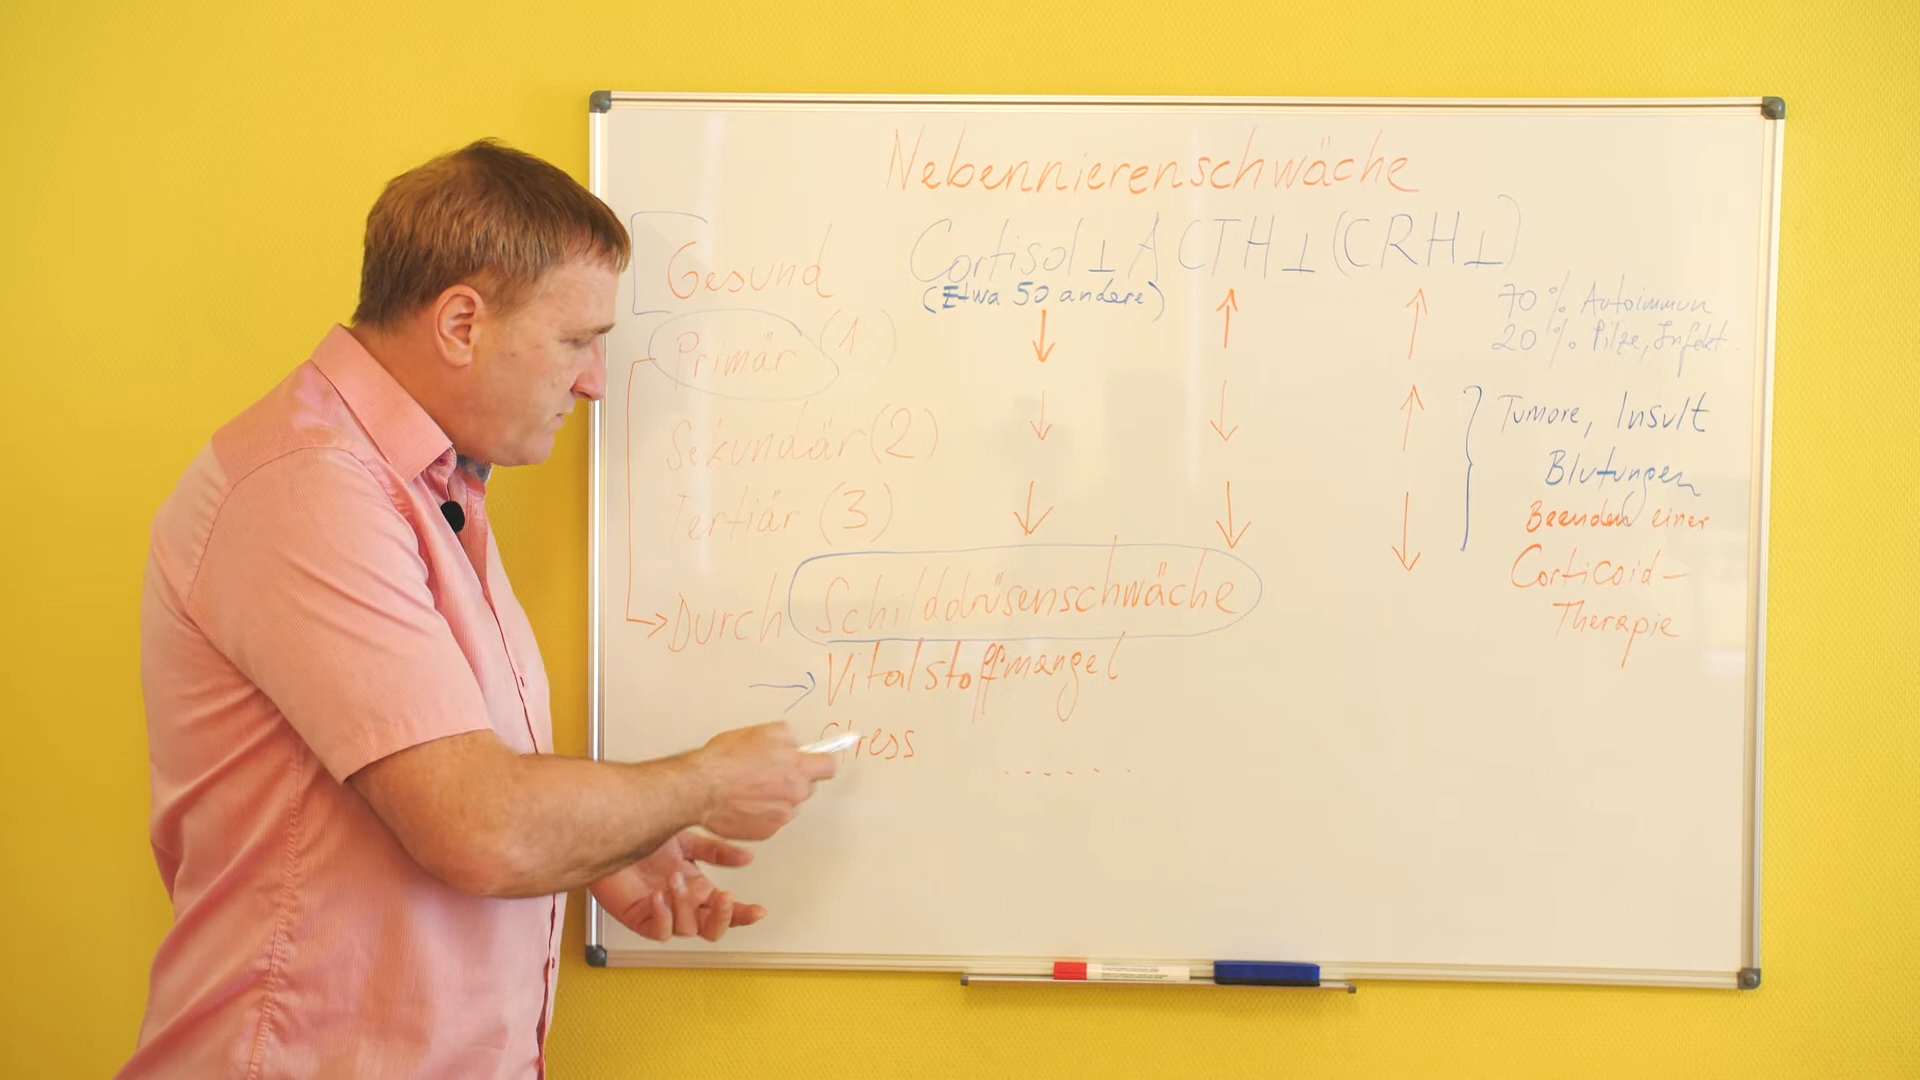 Nebennierenschwäche
Gesund Cortisol⊥ ACTH⊥ (CRH⊥)
(Etwa 50 andere)
Primär (1) ↓ ↑ ↑ 70% Autoimmun
20% Pilze, Infekt.
Sekundär (2) ↓ ↓ ↑ } Tumore, Insult
Blutungen
Tertiär (3) ↓ ↓ ↓ Beenden einer
Corticoid-
Therapie
→ Durch Schilddrüsenschwäche
→ Vitalstoffmangel
Stress
......